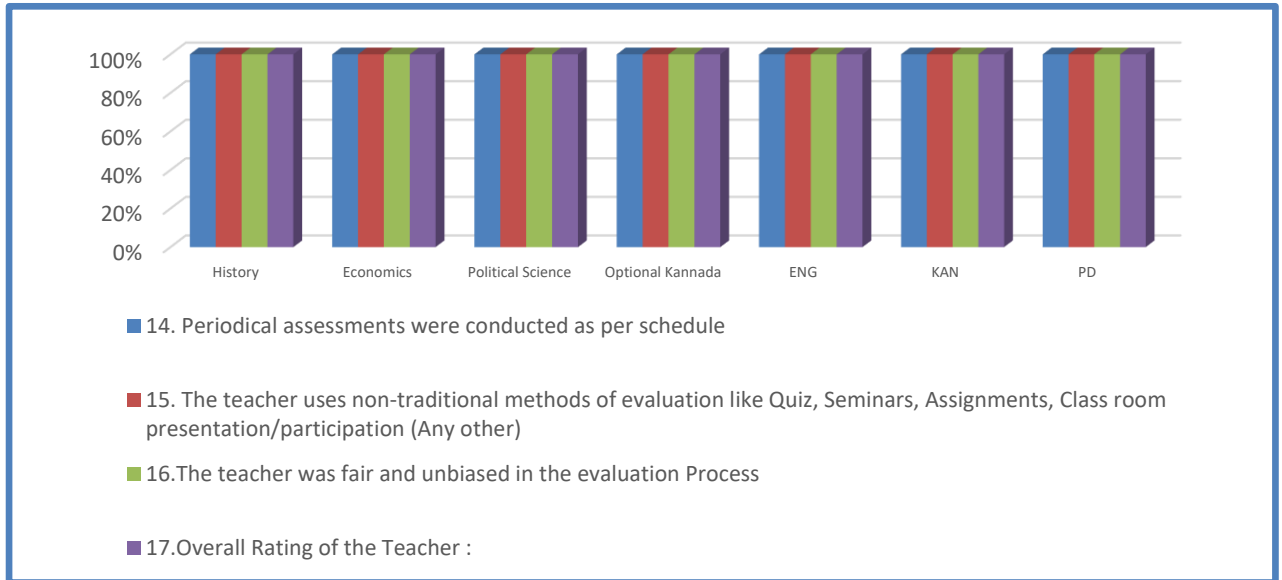 100%
80%
60%
40%
20%
0%
History Economics Political Science Optional Kannada ENG KAN PD
14. Periodical assessments were conducted as per schedule
15. The teacher uses non-traditional methods of evaluation like Quiz, Seminars, Assignments, Class room
presentation/participation (Any other)
16.The teacher was fair and unbiased in the evaluation Process
17.Overall Rating of the Teacher :